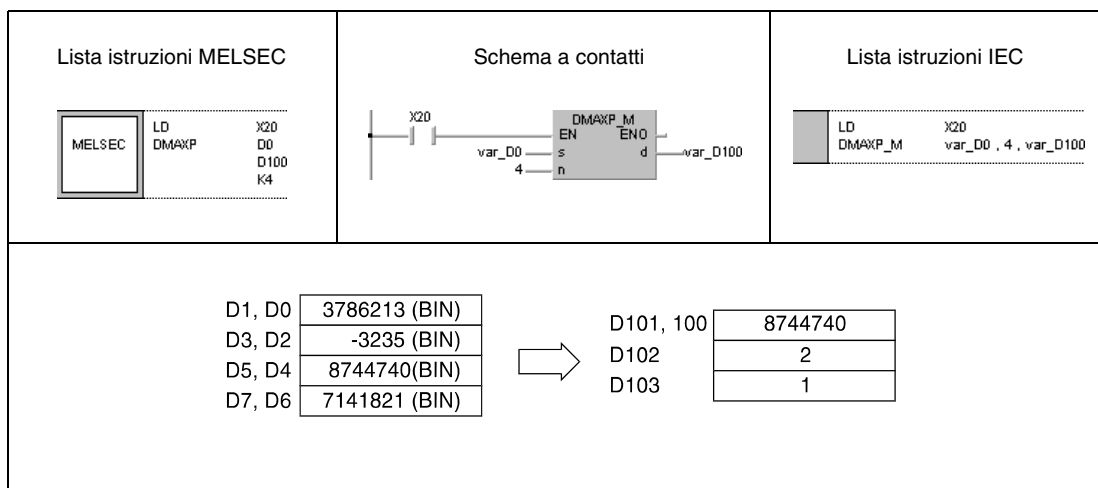 Lista istruzioni MELSEC
MELSEC
LD X20
DMAXP D0
D100
K4
Schema a contatti
X20
DMAXP_M
EN ENO
var_D0 s d var_D100
4 n
Lista istruzioni IEC
LD X20
DMAXP_M var_D0 , 4 , var_D100
D1, D0 3786213 (BIN)
D3, D2 -3235 (BIN)
D5, D4 8744740(BIN)
D7, D6 7141821 (BIN)
D101, 100 8744740
D102 2
D103 1